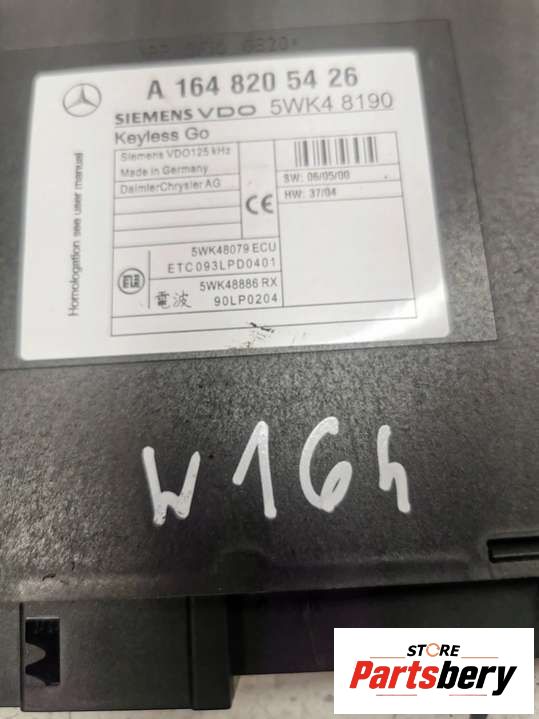 A 164 820 54 26
SIEMENS VDO 5WK4 8190
Keyless Go
Siemens VDO125 kHz
Made in Germany
DaimlerChrysler AG
SW: 06/05/00
HW: 37/04
CE
5WK48079 ECU
ETC093LPD0401
5WK48886 RX
電波 90LP0204
Homologation see user manual
W164
STORE
Partsbery